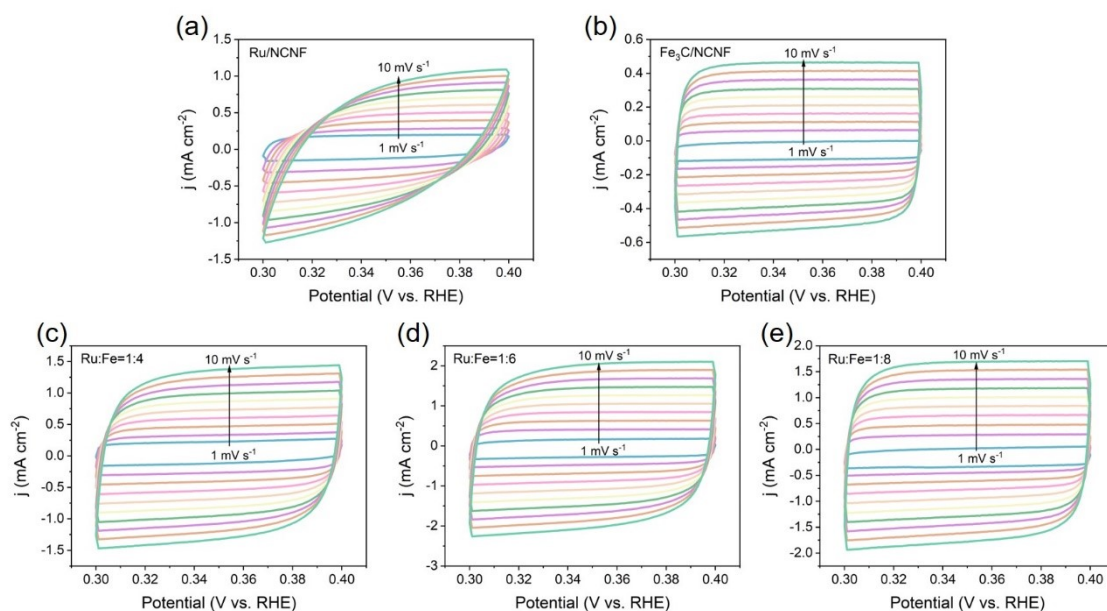 (a)
Ru/NCNF
10 mV s⁻¹
1 mV s⁻¹
j (mA cm⁻²)
1.5
1.0
0.5
0.0
-0.5
-1.0
-1.5
0.30 0.32 0.34 0.36 0.38 0.40
Potential (V vs. RHE)
(b)
Fe₃C/NCNF
10 mV s⁻¹
1 mV s⁻¹
j (mA cm⁻²)
0.6
0.4
0.2
0.0
-0.2
-0.4
-0.6
0.30 0.32 0.34 0.36 0.38 0.40
Potential (V vs. RHE)
(c)
Ru:Fe=1:4
10 mV s⁻¹
1 mV s⁻¹
j (mA cm⁻²)
1.5
1.0
0.5
0.0
-0.5
-1.0
-1.5
0.30 0.32 0.34 0.36 0.38 0.40
Potential (V vs. RHE)
(d)
Ru:Fe=1:6
10 mV s⁻¹
1 mV s⁻¹
j (mA cm⁻²)
2
1
0
-1
-2
-3
0.30 0.32 0.34 0.36 0.38 0.40
Potential (V vs. RHE)
(e)
Ru:Fe=1:8
10 mV s⁻¹
1 mV s⁻¹
j (mA cm⁻²)
2.0
1.5
1.0
0.5
0.0
-0.5
-1.0
-1.5
-2.0
0.30 0.32 0.34 0.36 0.38 0.40
Potential (V vs. RHE)